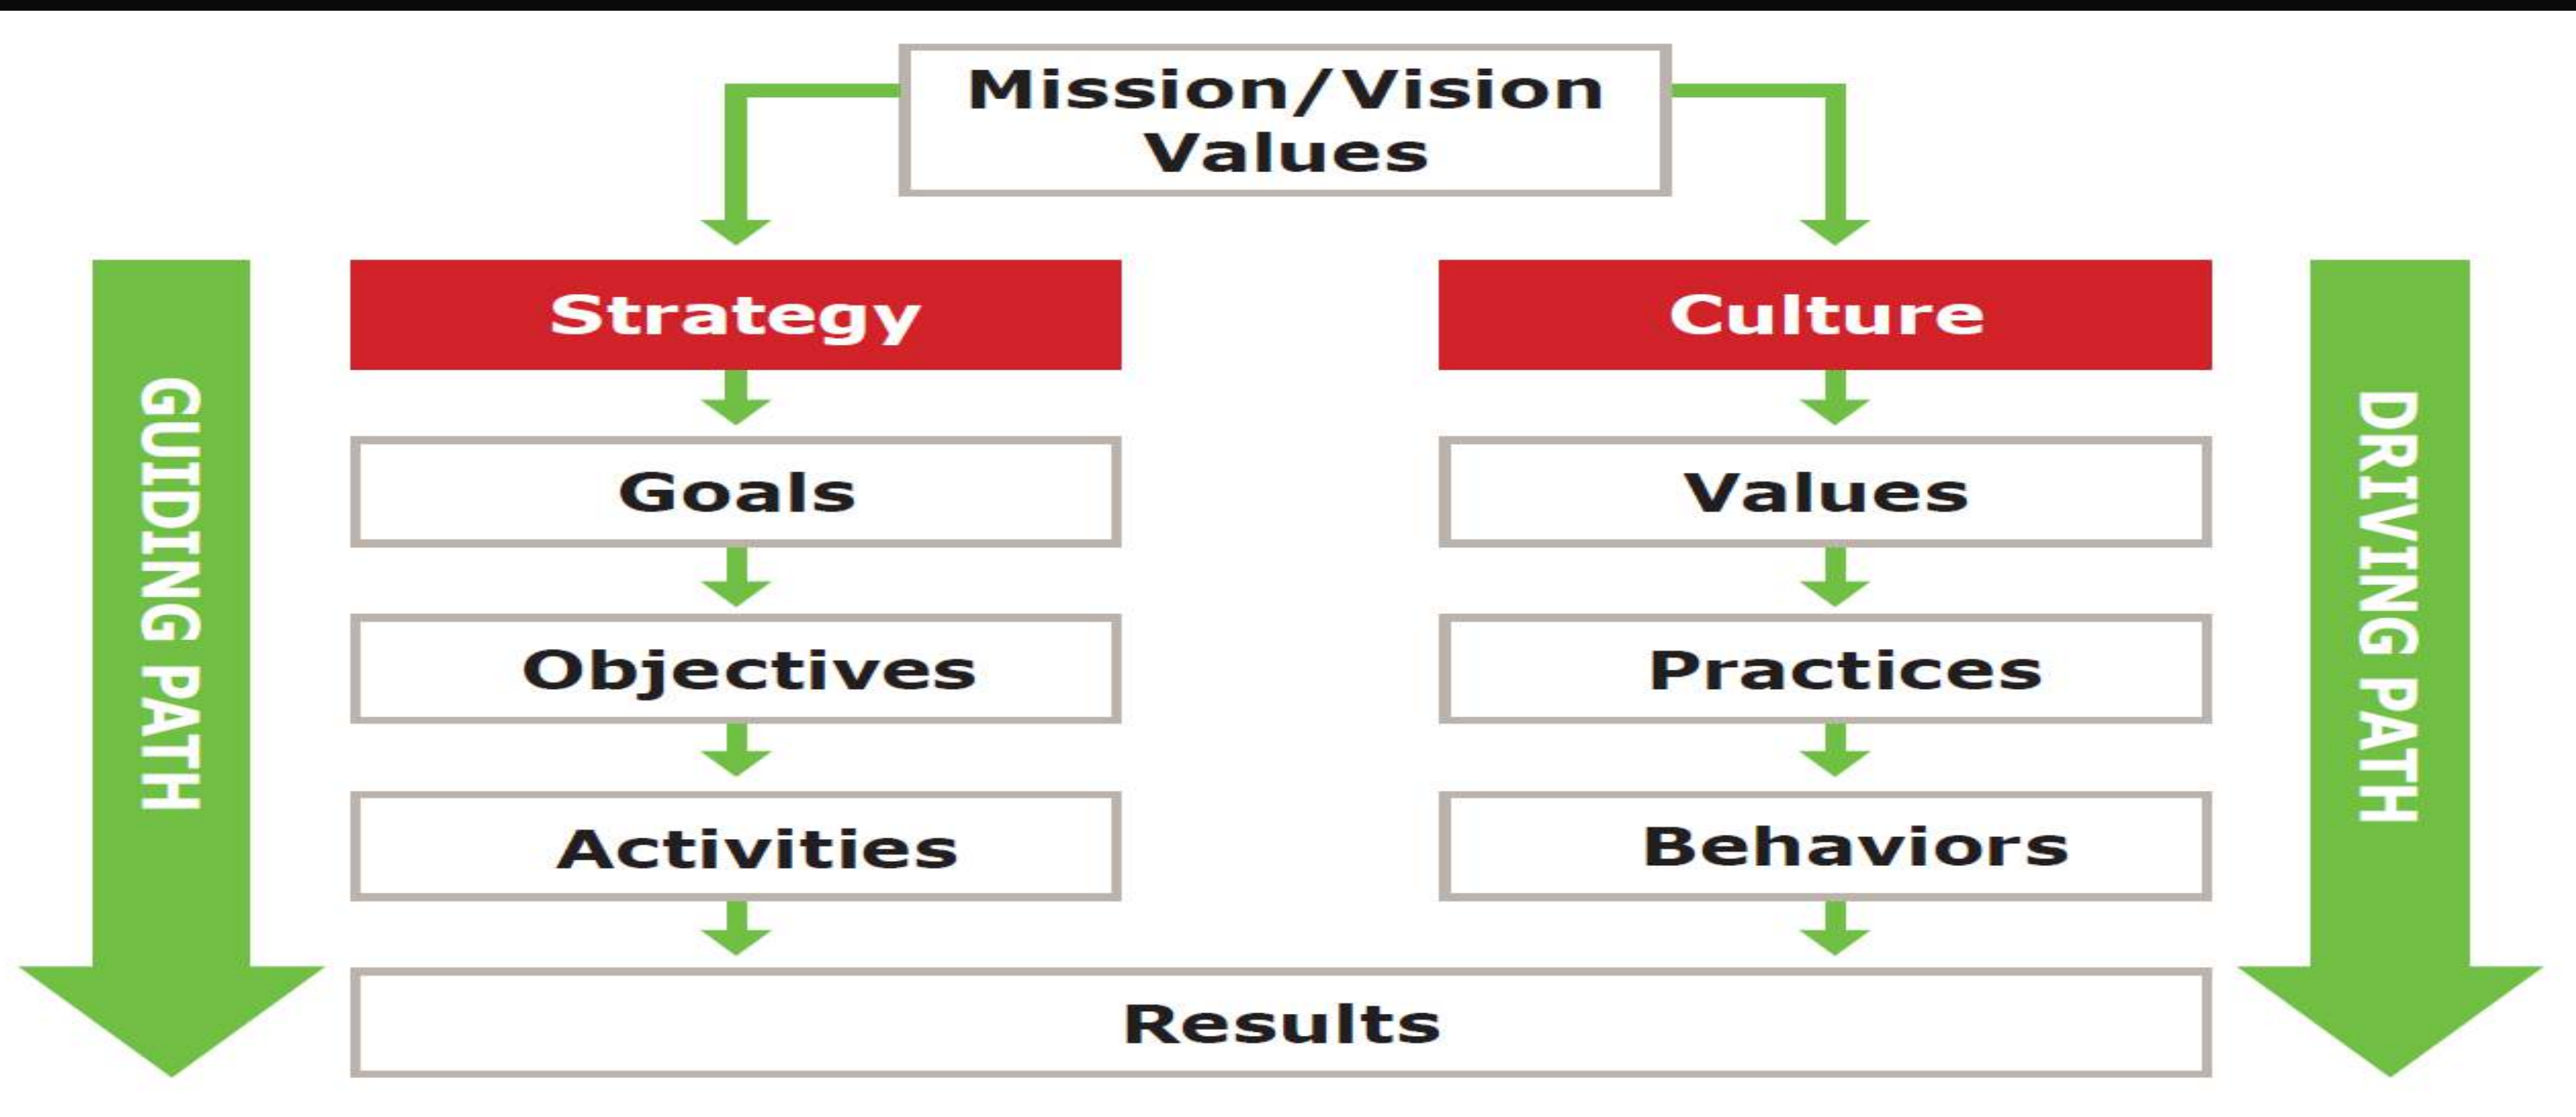 Mission/Vision
Values
GUIDING PATH
Strategy
Goals
Objectives
Activities
Culture
Values
Practices
Behaviors
DRIVING PATH
Results